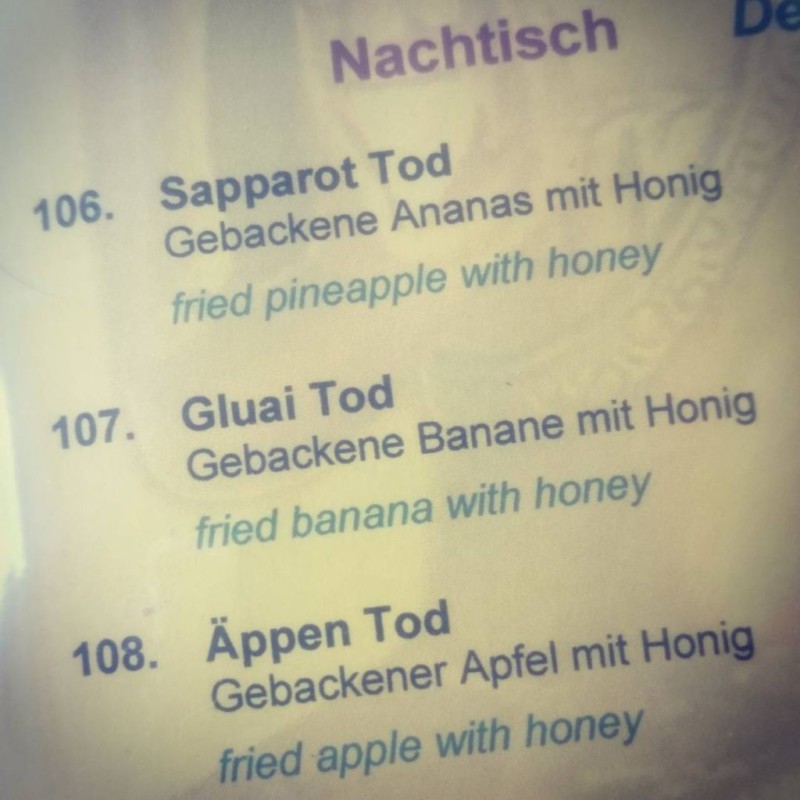 Nachtisch De
106. Sapparot Tod
Gebackene Ananas mit Honig
fried pineapple with honey
107. Gluai Tod
Gebackene Banane mit Honig
fried banana with honey
108. Äppen Tod
Gebackener Apfel mit Honig
fried apple with honey